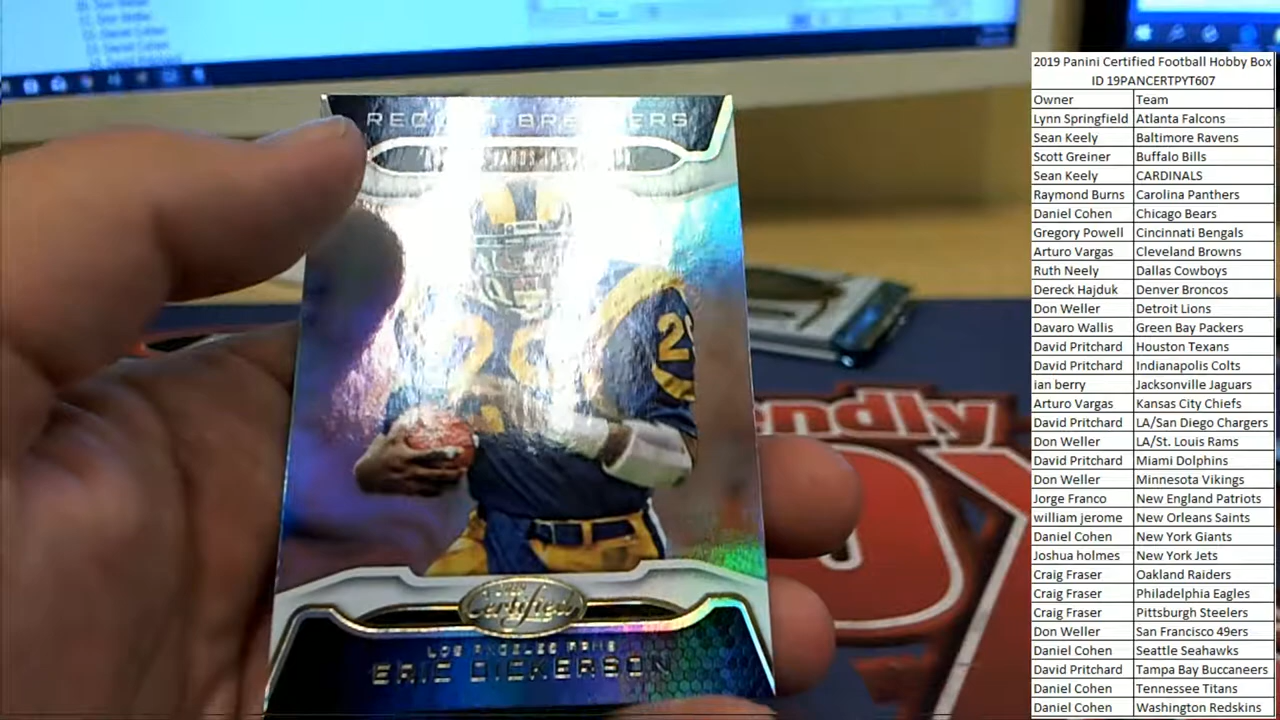 RECORD BREAKERS
29
29
Certified
LOS ANGELES RAMS
ERIC DICKERSON
endly
2019 Panini Certified Football Hobby Box
ID 19PANCERTPYT607
Owner Team
Lynn Springfield Atlanta Falcons
Sean Keely Baltimore Ravens
Scott Greiner Buffalo Bills
Sean Keely CARDINALS
Raymond Burns Carolina Panthers
Daniel Cohen Chicago Bears
Gregory Powell Cincinnati Bengals
Arturo Vargas Cleveland Browns
Ruth Neely Dallas Cowboys
Dereck Hajduk Denver Broncos
Don Weller Detroit Lions
Davaro Wallis Green Bay Packers
David Pritchard Houston Texans
David Pritchard Indianapolis Colts
ian berry Jacksonville Jaguars
Arturo Vargas Kansas City Chiefs
David Pritchard LA/San Diego Chargers
Don Weller LA/St. Louis Rams
David Pritchard Miami Dolphins
Don Weller Minnesota Vikings
Jorge Franco New England Patriots
william jerome New Orleans Saints
Daniel Cohen New York Giants
Joshua holmes New York Jets
Craig Fraser Oakland Raiders
Craig Fraser Philadelphia Eagles
Craig Fraser Pittsburgh Steelers
Don Weller San Francisco 49ers
Daniel Cohen Seattle Seahawks
David Pritchard Tampa Bay Buccaneers
Daniel Cohen Tennessee Titans
Daniel Cohen Washington Redskins